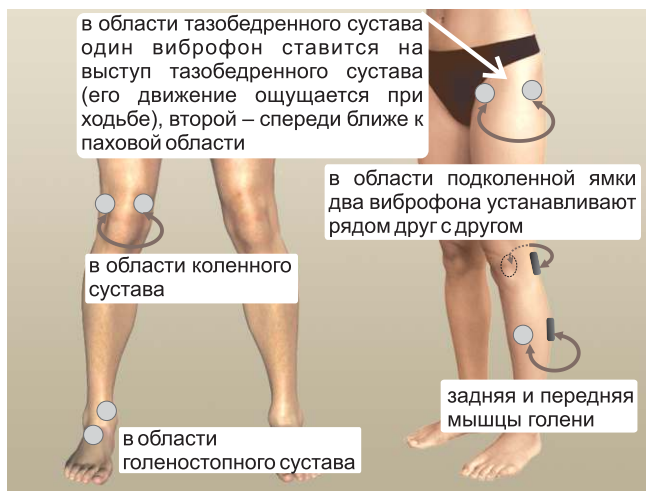 в области тазобедренного сустава
один виброфон ставится на
выступ тазобедренного сустава
(его движение ощущается при
ходьбе), второй – спереди ближе к
паховой области
в области подколенной ямки
два виброфона устанавливают
рядом друг с другом
в области коленного
сустава
задняя и передняя
мышцы голени
в области
голеностопного сустава